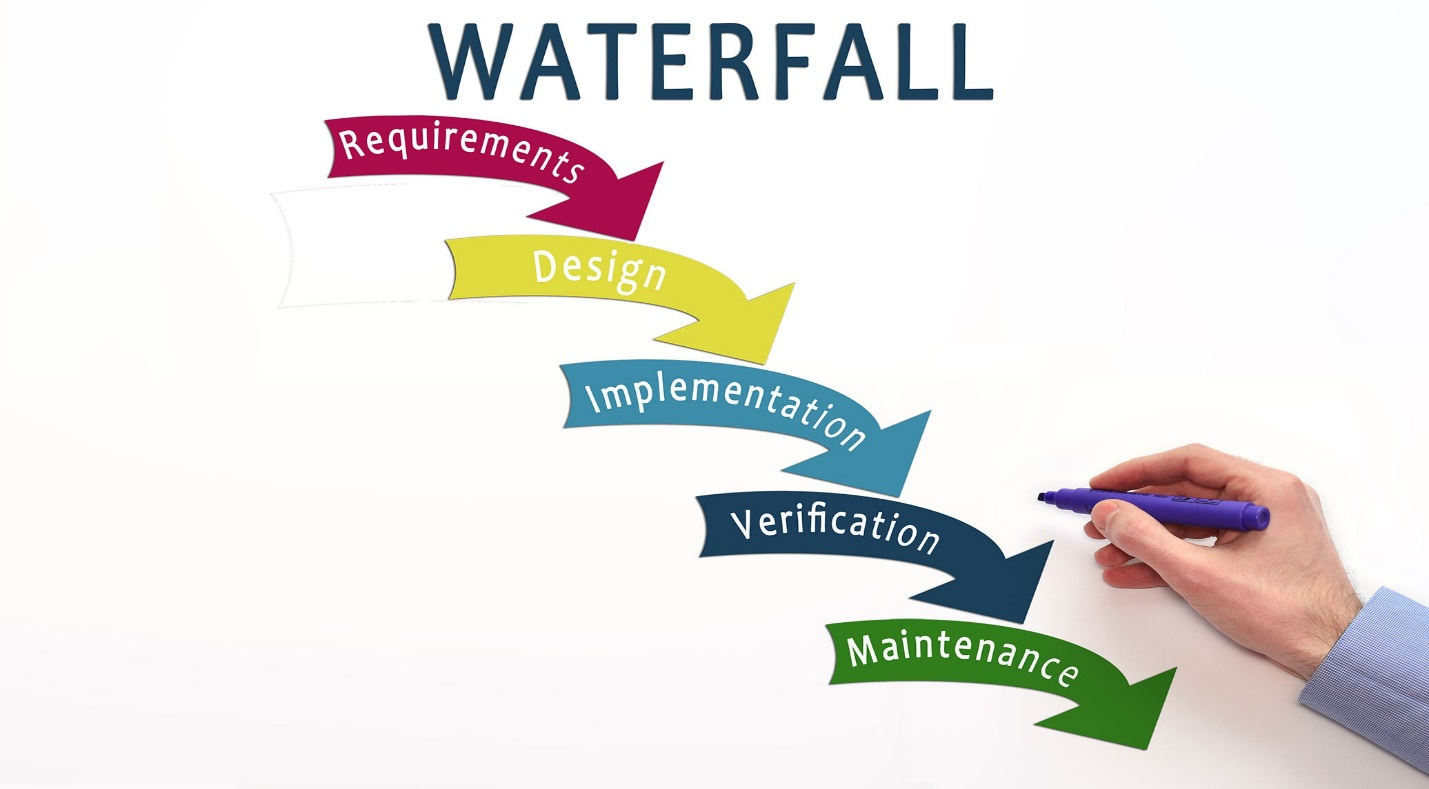 WATERFALL
Requirements
Design
Implementation
Verification
Maintenance